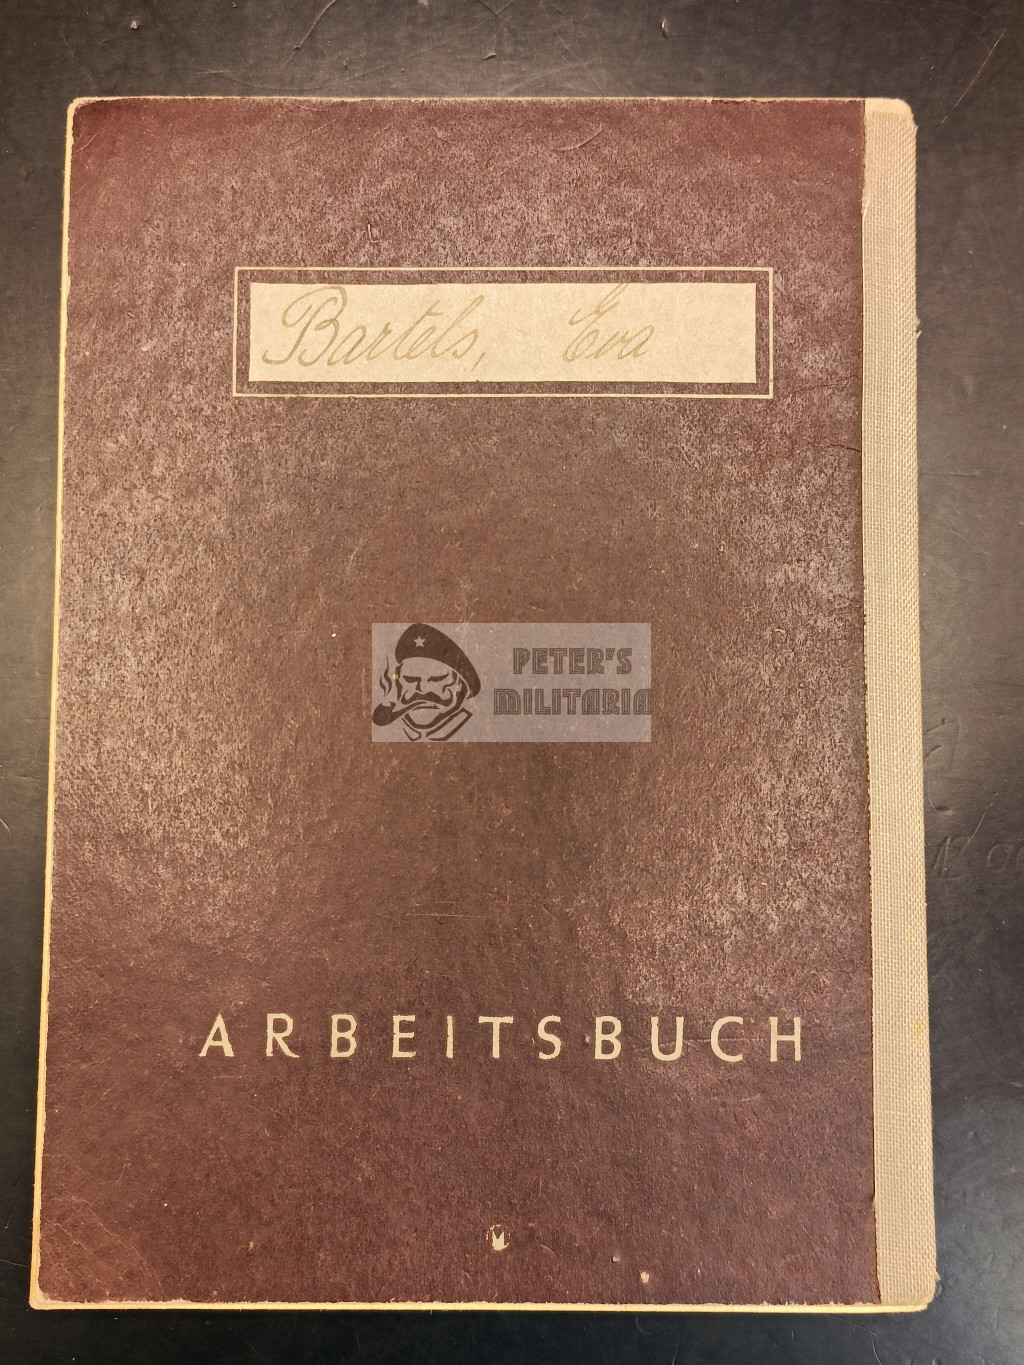 Bartels, Eva
PETER'S
MILITARIA
ARBEITSBUCH